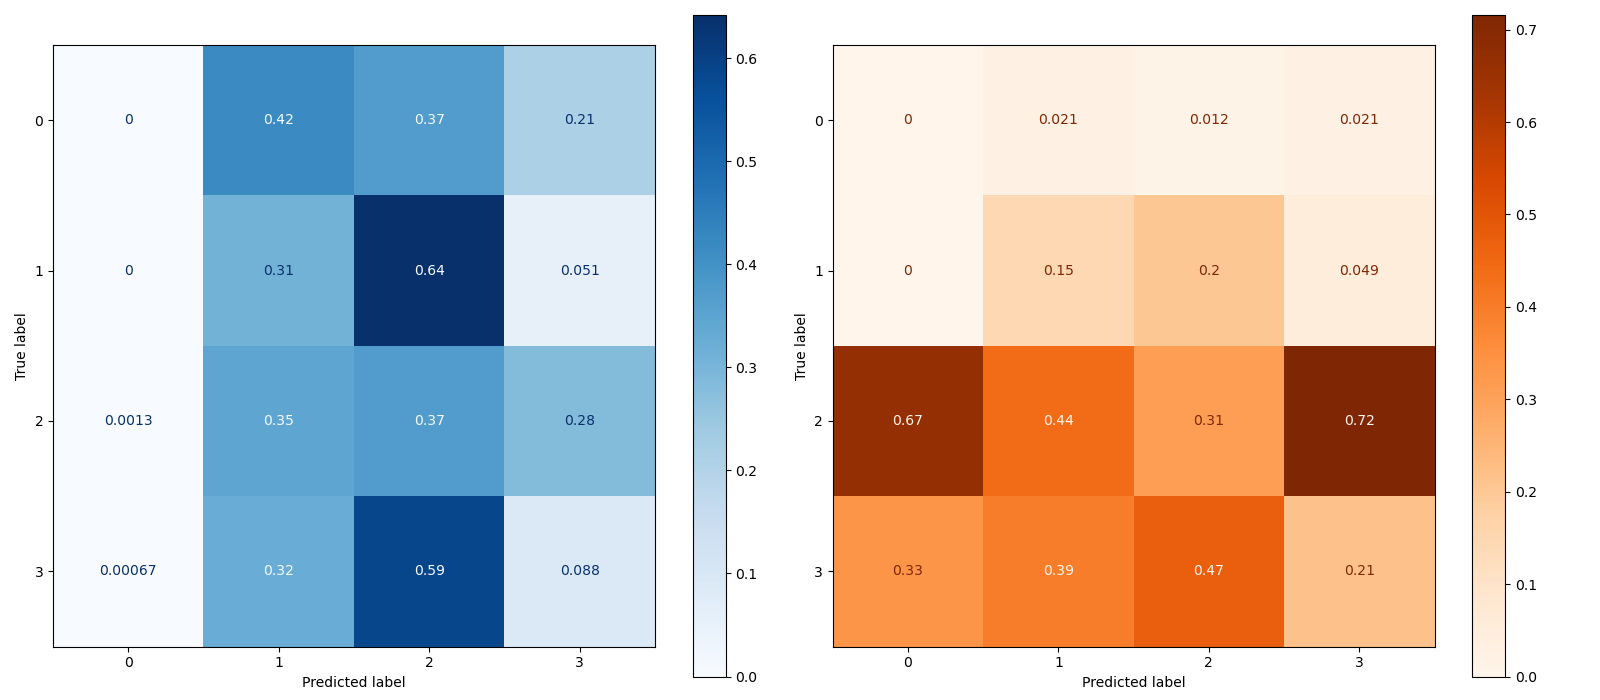 0 0 0.42 0.37 0.21
1 0 0.31 0.64 0.051
2 0.0013 0.35 0.37 0.28
3 0.00067 0.32 0.59 0.088
0 1 2 3
True label
Predicted label
0.6
0.5
0.4
0.3
0.2
0.1
0.0
0 0 0.021 0.012 0.021
1 0 0.15 0.2 0.049
2 0.67 0.44 0.31 0.72
3 0.33 0.39 0.47 0.21
0 1 2 3
True label
Predicted label
0.7
0.6
0.5
0.4
0.3
0.2
0.1
0.0